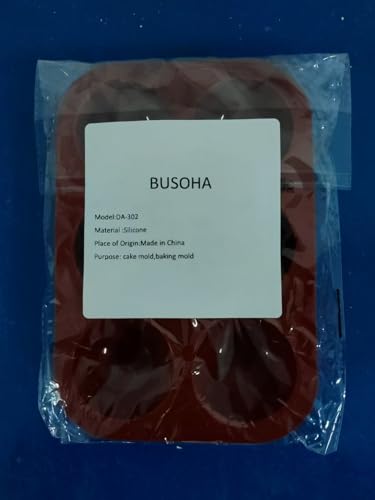 BUSOHA
Model:DA-302
Material :Silicone
Place of Origin:Made in China
Purpose: cake mold,baking mold